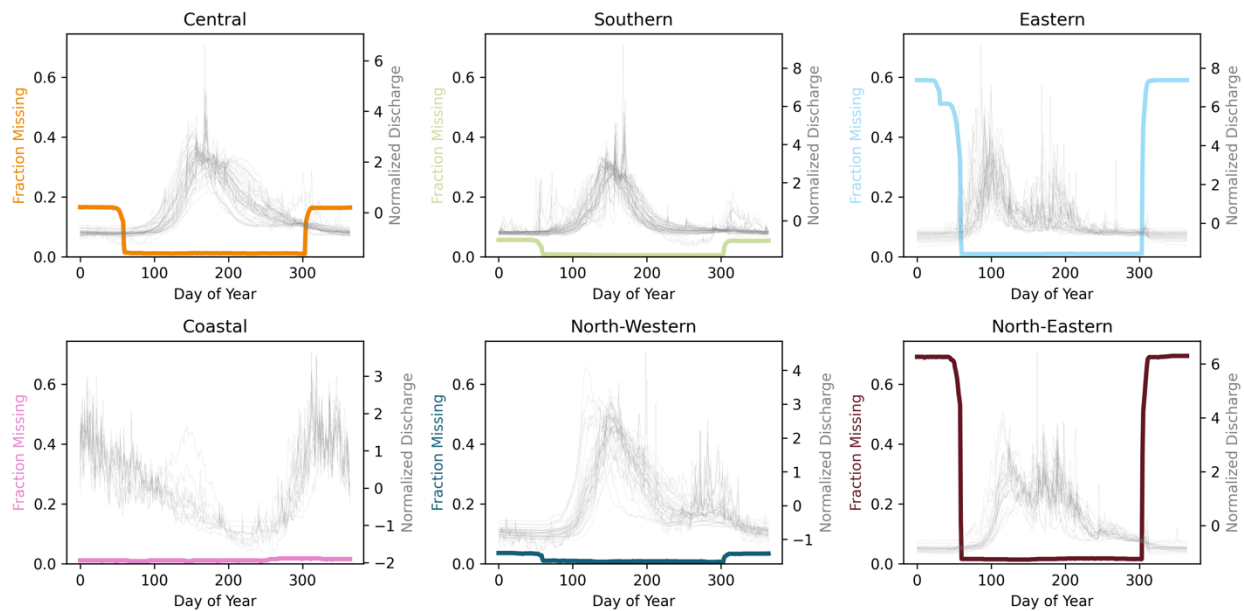 Central
Southern
Eastern
Fraction Missing
0.6
0.4
0.2
0.0
6
4
2
0
Normalized Discharge
0 100 200 300
Day of Year
Fraction Missing
0.6
0.4
0.2
0.0
8
6
4
2
0
Normalized Discharge
0 100 200 300
Day of Year
Fraction Missing
0.6
0.4
0.2
0.0
8
6
4
2
0
Normalized Discharge
0 100 200 300
Day of Year
Coastal
North-Western
North-Eastern
Fraction Missing
0.6
0.4
0.2
0.0
3
2
1
0
−1
−2
Normalized Discharge
0 100 200 300
Day of Year
Fraction Missing
0.6
0.4
0.2
0.0
4
3
2
1
0
−1
Normalized Discharge
0 100 200 300
Day of Year
Fraction Missing
0.6
0.4
0.2
0.0
6
4
2
0
Normalized Discharge
0 100 200 300
Day of Year